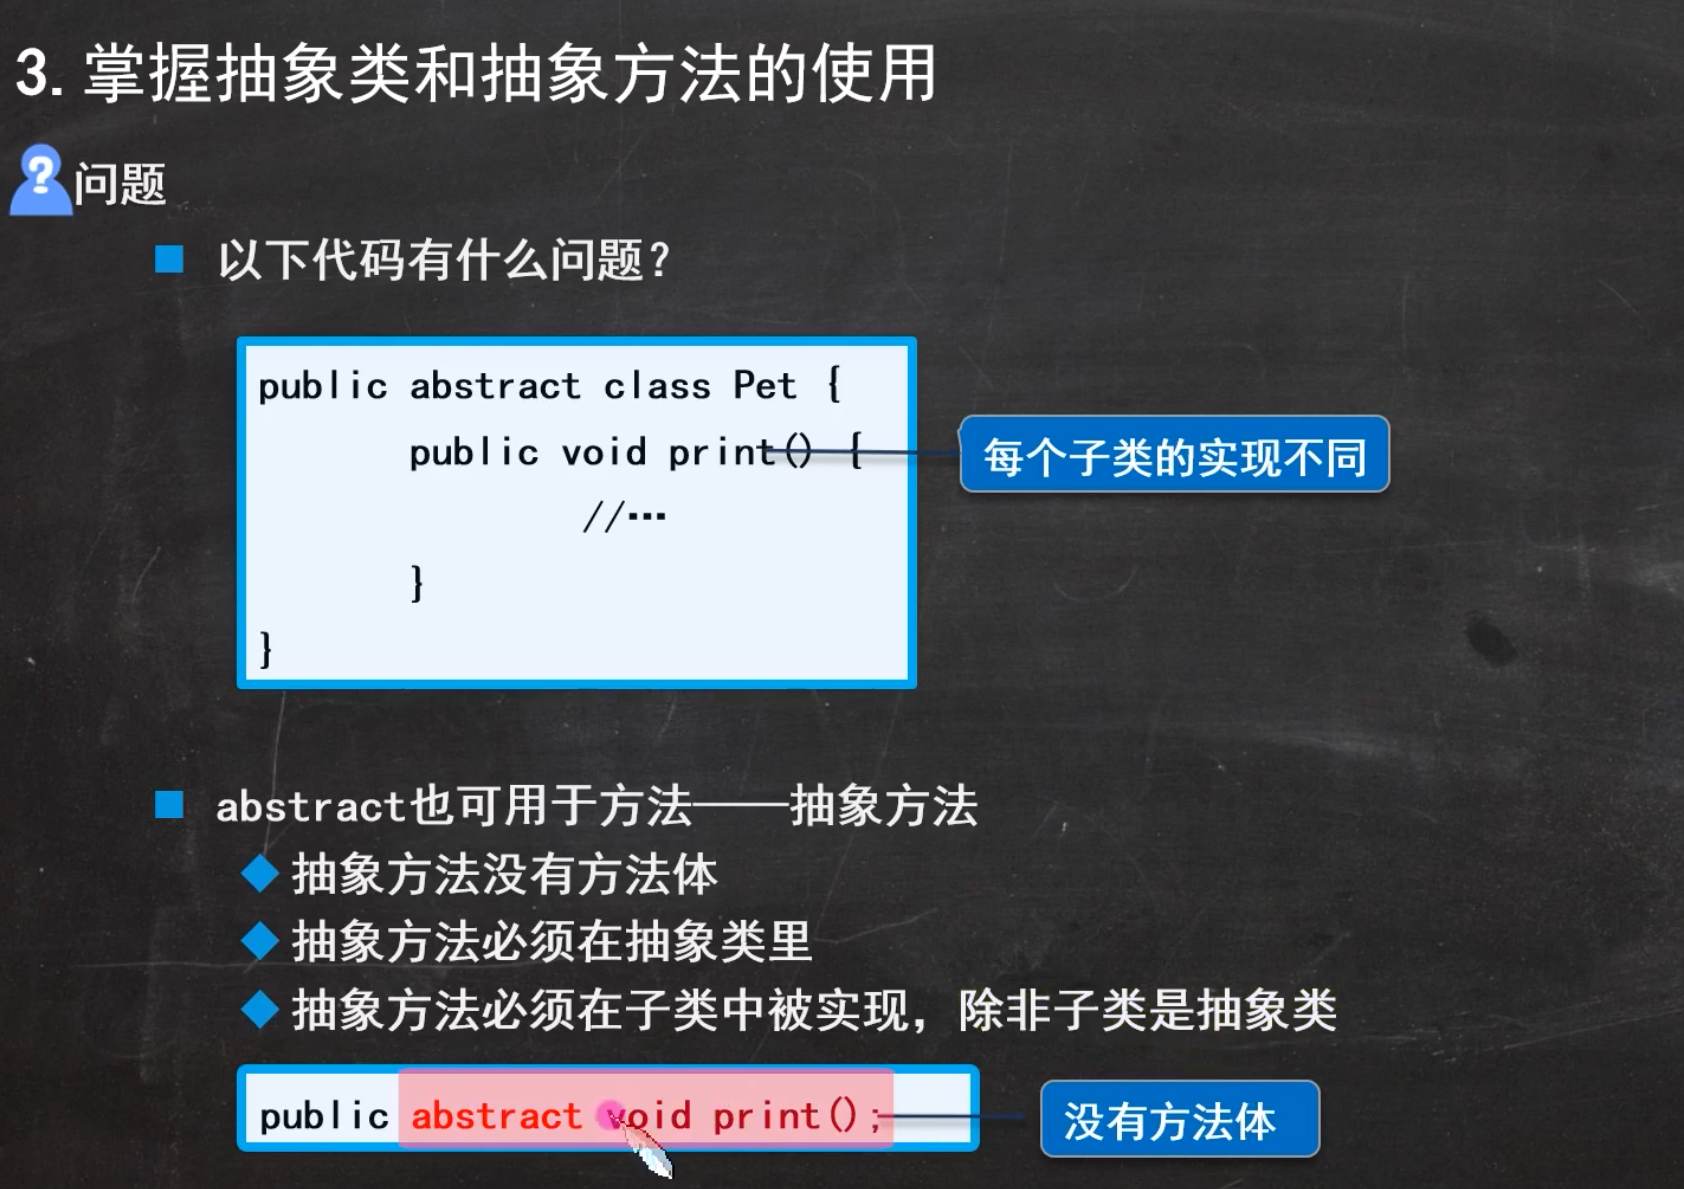 3. 掌握抽象类和抽象方法的使用
?
问题
以下代码有什么问题?
public abstract class Pet {
public void print() {
每个子类的实现不同
//…
}
}
abstract也可用于方法——抽象方法
抽象方法没有方法体
抽象方法必须在抽象类里
抽象方法必须在子类中被实现，除非子类是抽象类
public abstract void print();
没有方法体